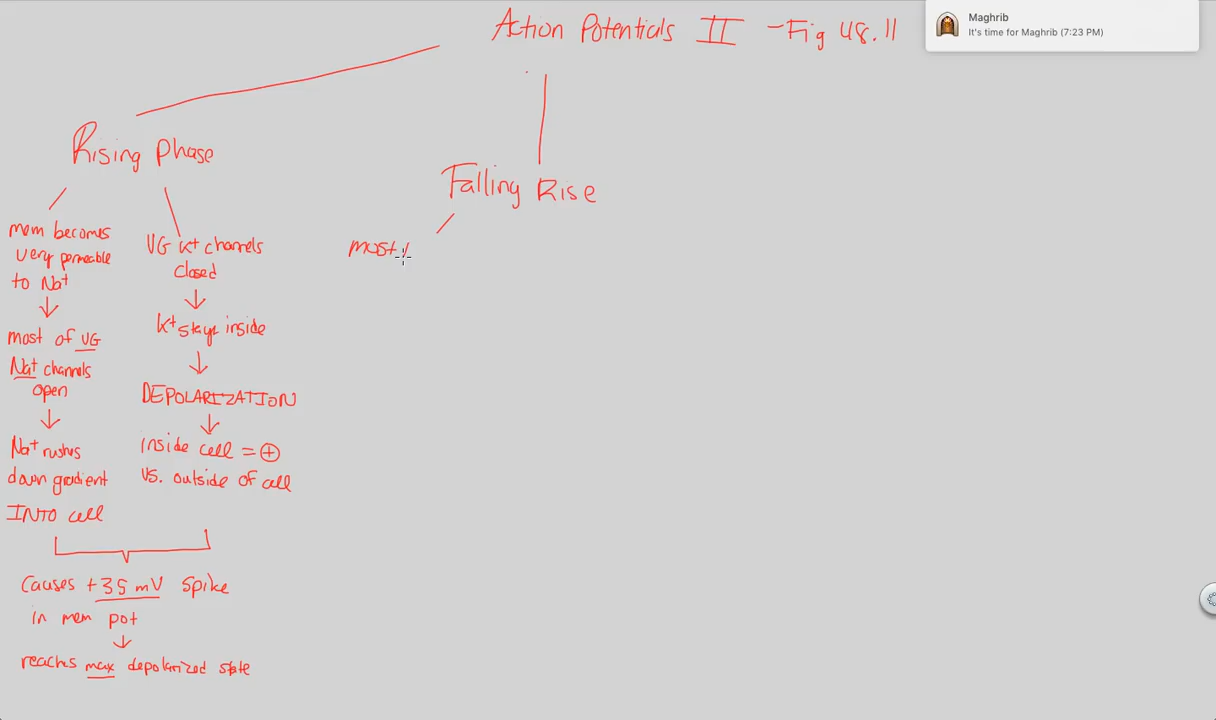 Action Potentials II - Fig 48.11
Maghrib
It's time for Maghrib (7:23 PM)
Rising Phase
mem becomes
very permeable
to Na+
most of VG
Na+ channels
open
Na+ rushes
down gradient
INTO cell
VG K+ channels
closed
K+ stays inside
DEPOLARIZATION
inside cell = +
vs. outside of cell
Causes +35 mV spike
in mem pot
reaches max depolarized state
Falling Rise
most